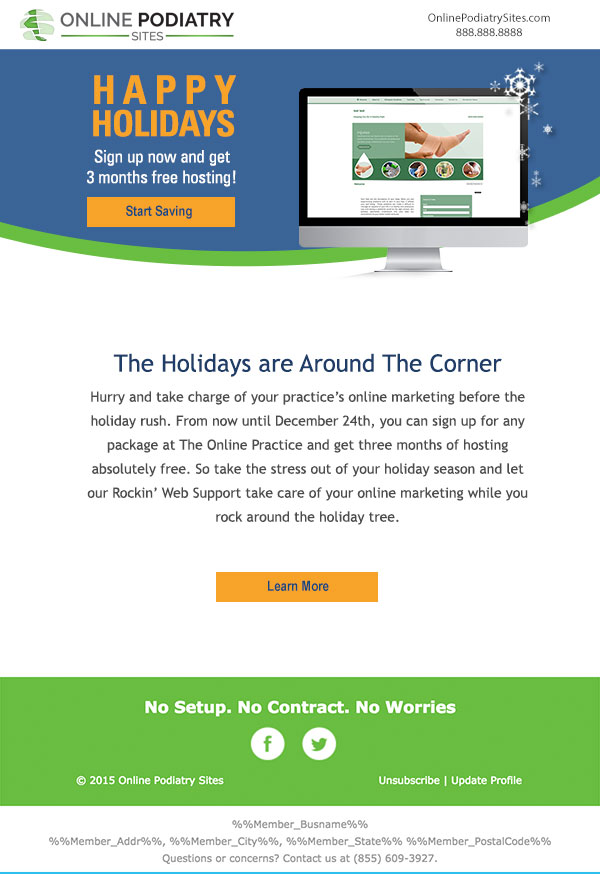 ONLINE PODIATRY
SITES
OnlinePodiatrySites.com
888.888.8888
HAPPY
HOLIDAYS
Sign up now and get
3 months free hosting!
Start Saving
The Holidays are Around The Corner
Hurry and take charge of your practice's online marketing before the
holiday rush. From now until December 24th, you can sign up for any
package at The Online Practice and get three months of hosting
absolutely free. So take the stress out of your holiday season and let
our Rockin' Web Support take care of your online marketing while you
rock around the holiday tree.
Learn More
No Setup. No Contract. No Worries
© 2015 Online Podiatry Sites
Unsubscribe | Update Profile
%%Member_Busname%%
%%Member_Addr%%, %%Member_City%%, %%Member_State%% %%Member_PostalCode%%
Questions or concerns? Contact us at (855) 609-3927.